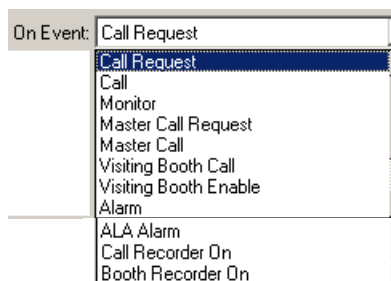 On Event: Call Request
Call Request
Call
Monitor
Master Call Request
Master Call
Visiting Booth Call
Visiting Booth Enable
Alarm
ALA Alarm
Call Recorder On
Booth Recorder On